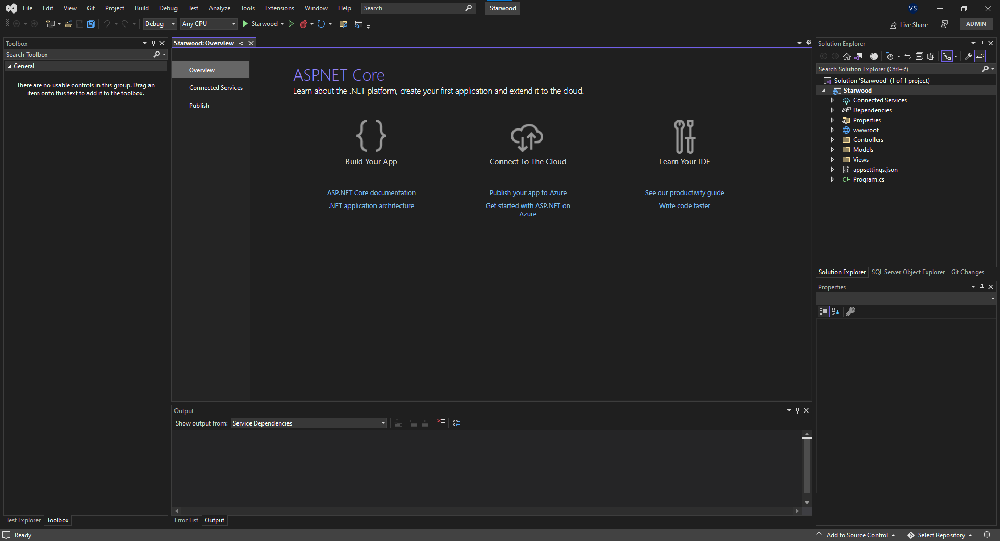 File Edit View Git Project Build Debug Test Analyze Tools Extensions Window Help Search Starwood VS
Debug Any CPU Starwood Live Share ADMIN
Toolbox
Search Toolbox
General
There are no usable controls in this group. Drag an
item onto this text to add it to the toolbox.
Test Explorer Toolbox
Starwood: Overview
Overview
Connected Services
Publish
ASP.NET Core
Learn about the .NET platform, create your first application and extend it to the cloud.
Build Your App
ASP.NET Core documentation
.NET application architecture
Connect To The Cloud
Publish your app to Azure
Get started with ASP.NET on
Azure
Learn Your IDE
See our productivity guide
Write code faster
Output
Show output from: Service Dependencies
Error List Output
Solution Explorer
Search Solution Explorer (Ctrl+č)
Solution 'Starwood' (1 of 1 project)
Starwood
Connected Services
Dependencies
Properties
wwwroot
Controllers
Models
Views
appsettings.json
C# Program.cs
Solution Explorer SQL Server Object Explorer Git Changes
Properties
Ready Add to Source Control Select Repository